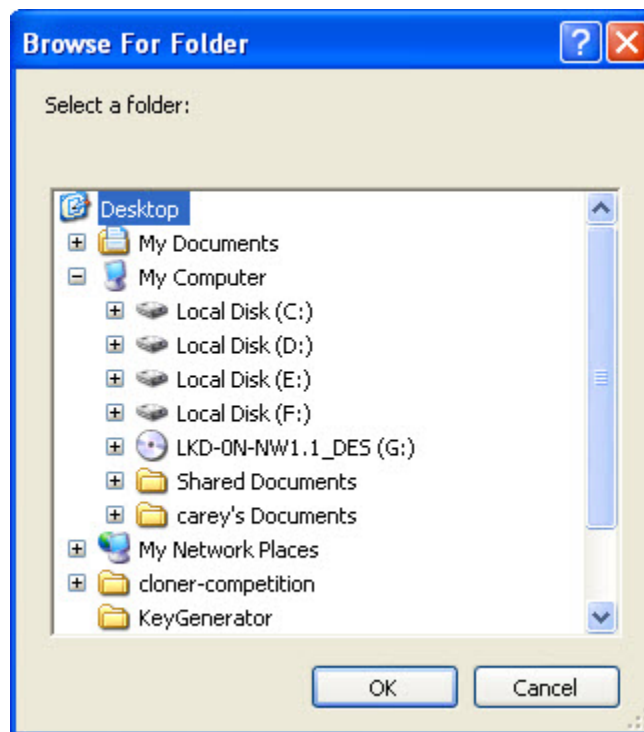 Browse For Folder
Select a folder:
Desktop
My Documents
My Computer
Local Disk (C:)
Local Disk (D:)
Local Disk (E:)
Local Disk (F:)
LKD-0N-NW1.1_DES (G:)
Shared Documents
carey's Documents
My Network Places
cloner-competition
KeyGenerator
OK
Cancel